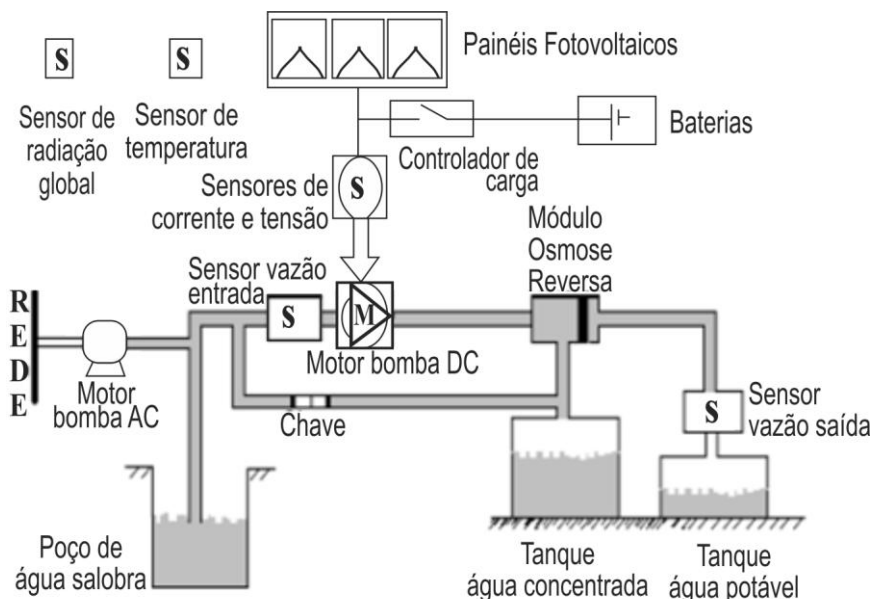 S
S
Painéis Fotovoltaicos
Sensor de
radiação
global
Sensor de
temperatura
Baterias
Controlador de
carga
Sensores de
corrente e tensão
S
Módulo
Osmose
Reversa
Sensor vazão
entrada
R
E
D
E
S
M
Motor bomba DC
Motor
bomba AC
Chave
S
Sensor
vazão saída
Poço de
água salobra
Tanque
água concentrada
Tanque
água potável